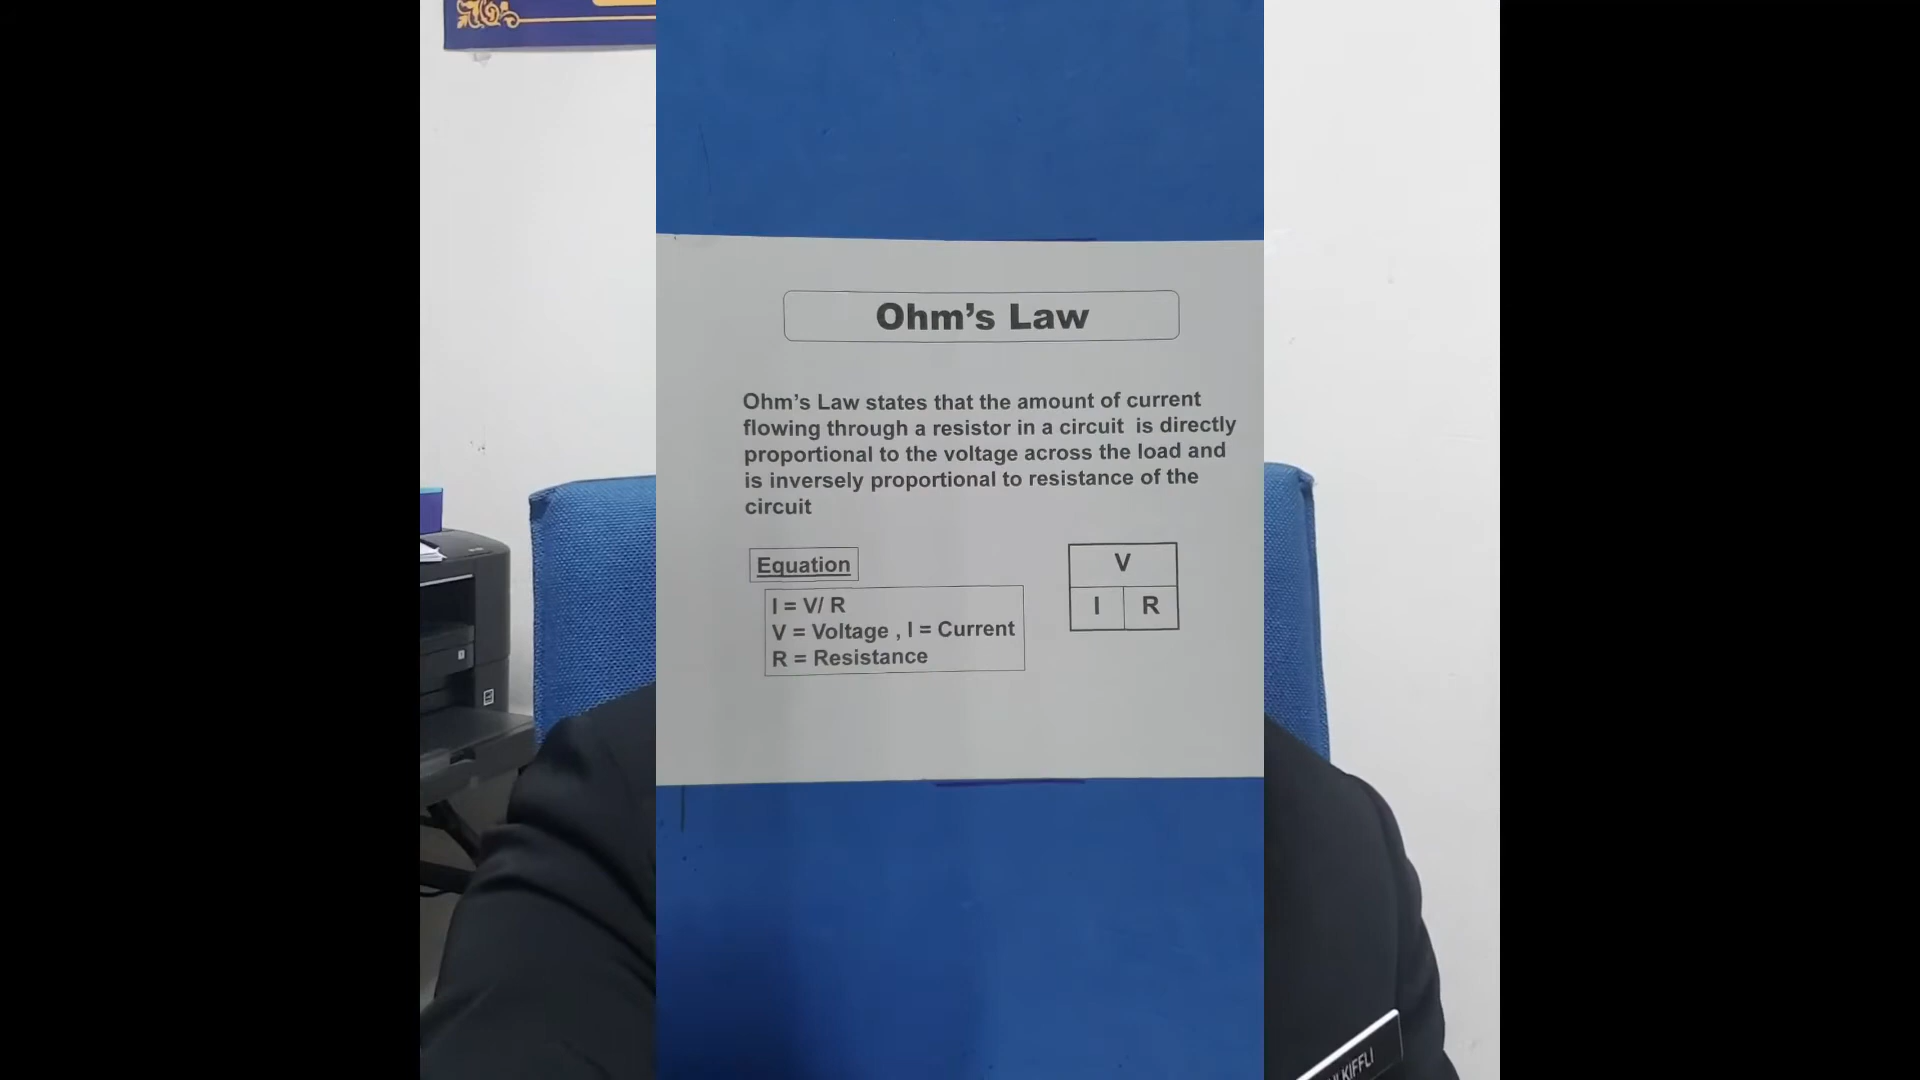 Ohm's Law
Ohm's Law states that the amount of current
flowing through a resistor in a circuit is directly
proportional to the voltage across the load and
is inversely proportional to resistance of the
circuit
Equation
I = V/ R
V = Voltage , I = Current
R = Resistance
V
I R